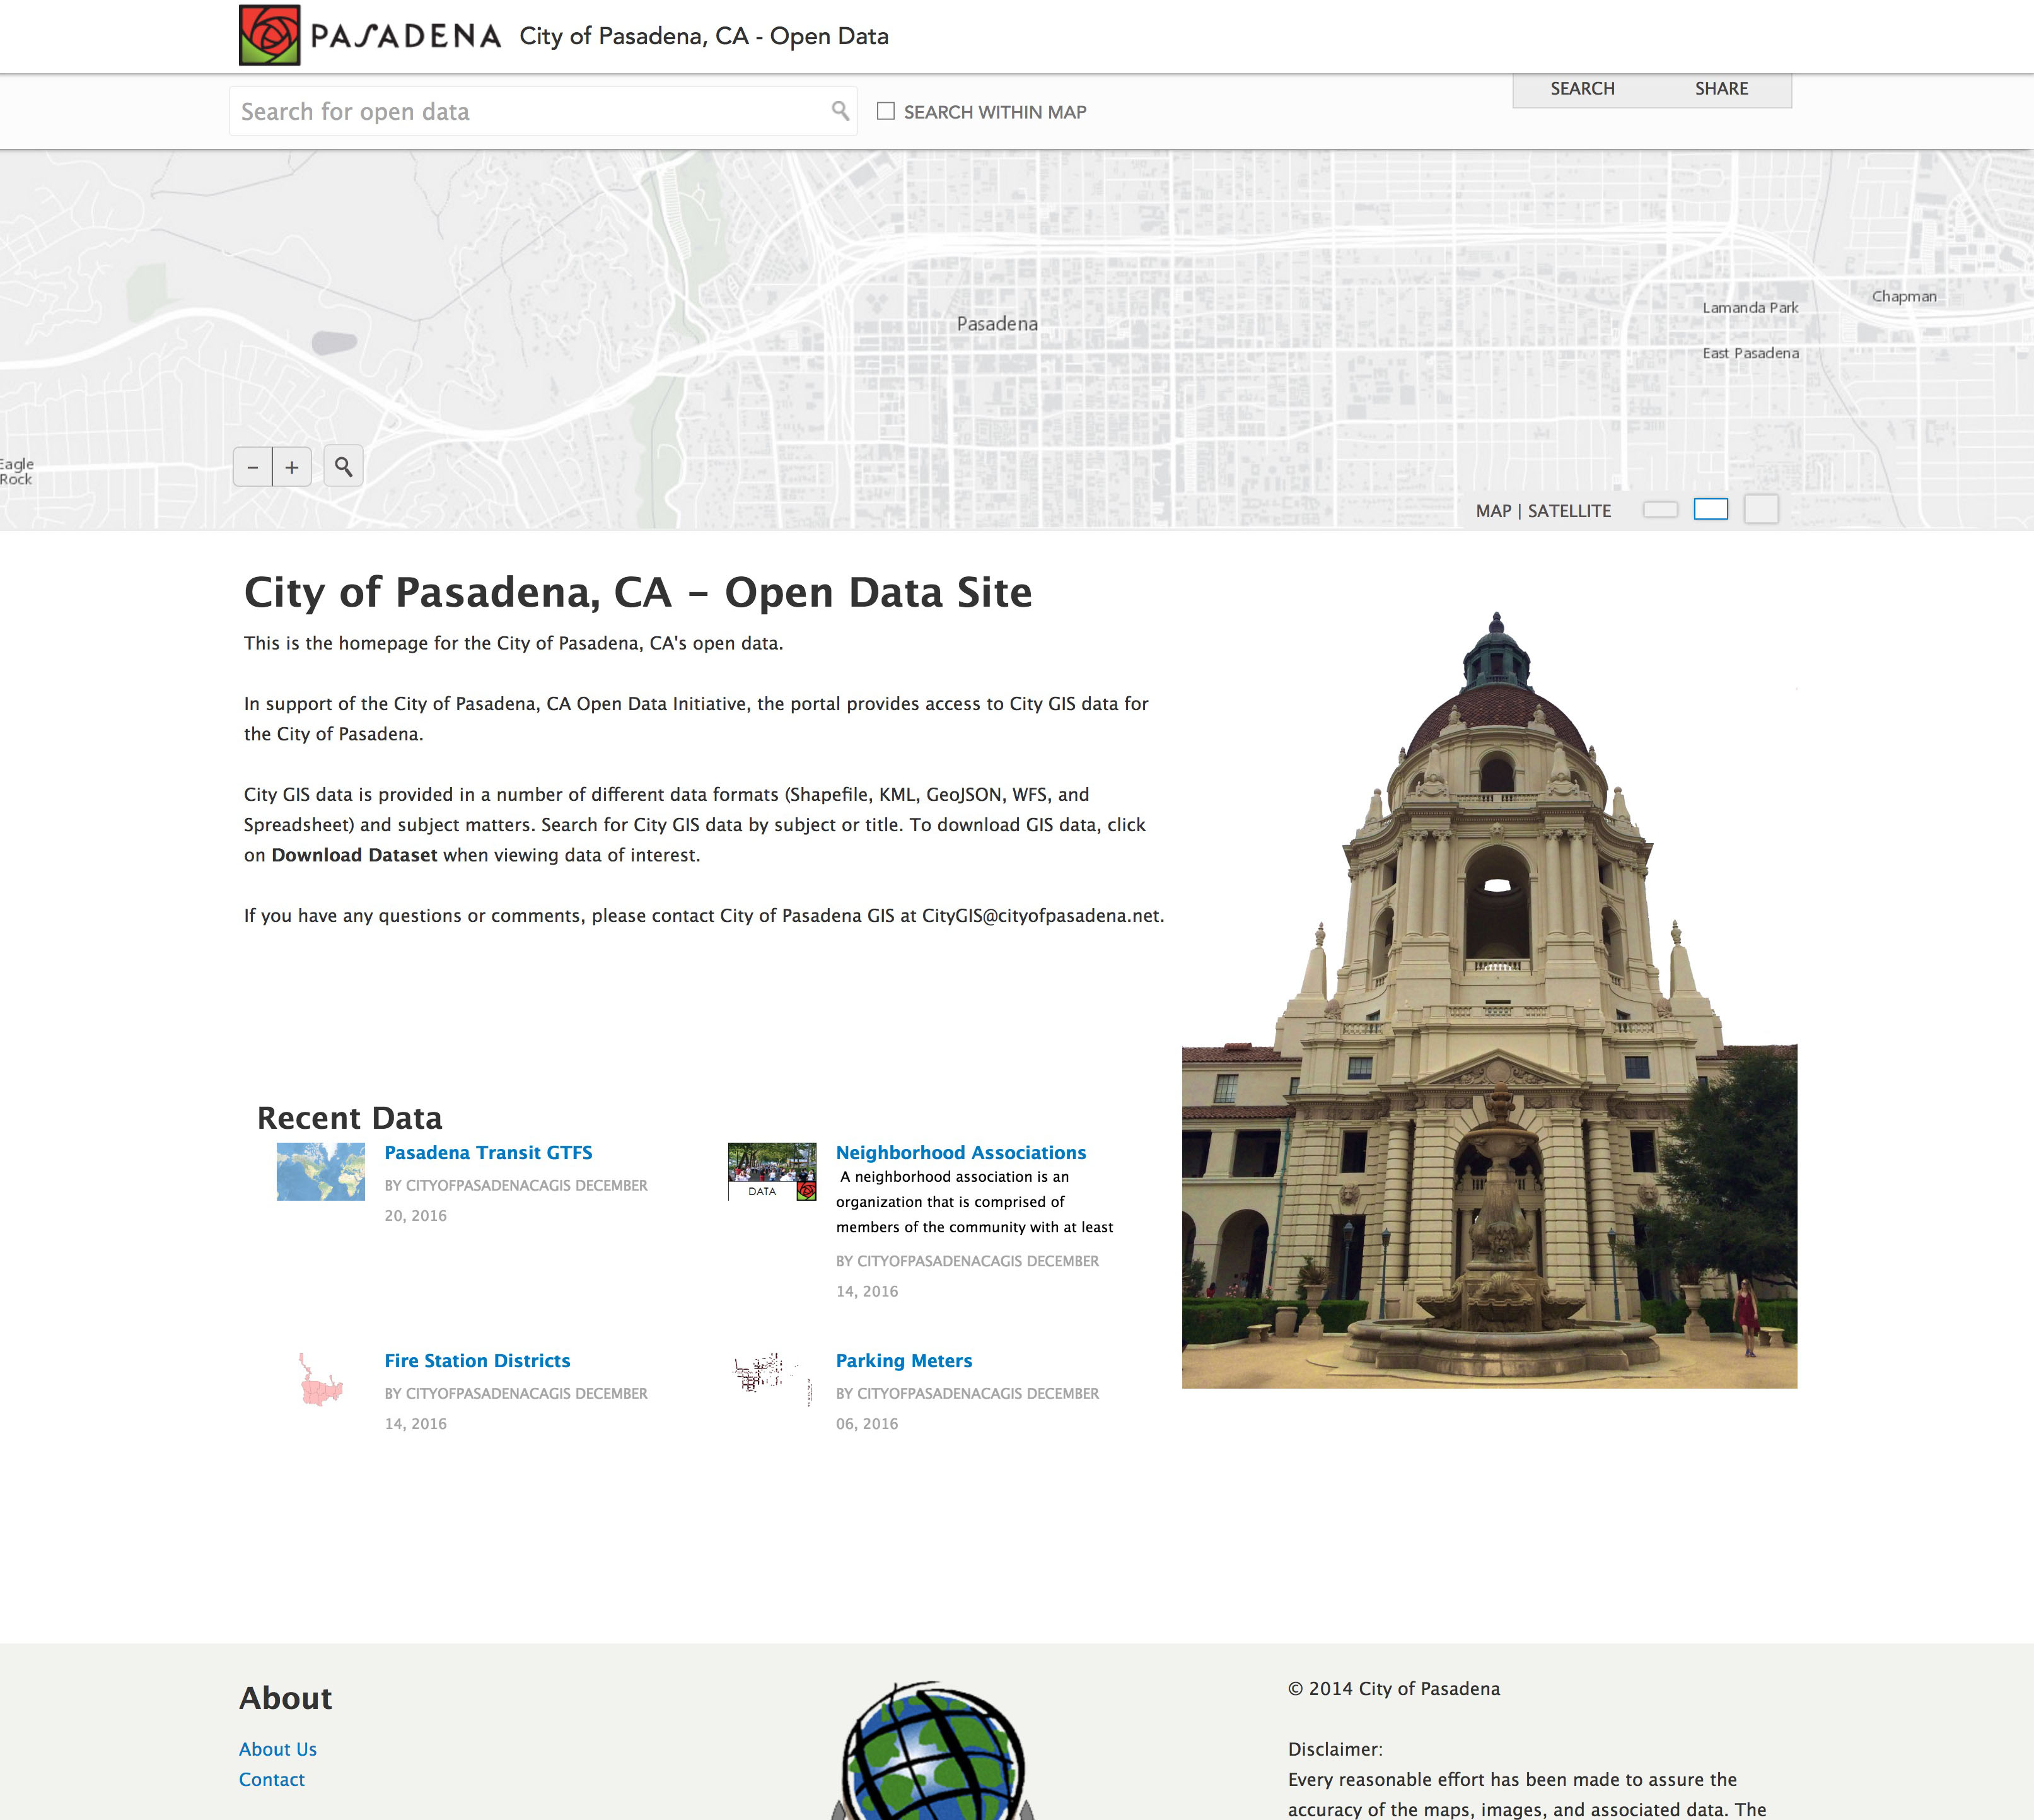 PASADENA City of Pasadena, CA - Open Data
SEARCH SHARE
Search for open data SEARCH WITHIN MAP
Pasadena
Lamanda Park
Chapman
East Pasadena
Eagle
Rock
− +
MAP | SATELLITE
City of Pasadena, CA – Open Data Site
This is the homepage for the City of Pasadena, CA's open data.
In support of the City of Pasadena, CA Open Data Initiative, the portal provides access to City GIS data for
the City of Pasadena.
City GIS data is provided in a number of different data formats (Shapefile, KML, GeoJSON, WFS, and
Spreadsheet) and subject matters. Search for City GIS data by subject or title. To download GIS data, click
on Download Dataset when viewing data of interest.
If you have any questions or comments, please contact City of Pasadena GIS at CityGIS@cityofpasadena.net.
Recent Data
Pasadena Transit GTFS
BY CITYOFPASADENACAGIS DECEMBER
20, 2016
DATA
Neighborhood Associations
A neighborhood association is an
organization that is comprised of
members of the community with at least
BY CITYOFPASADENACAGIS DECEMBER
14, 2016
Fire Station Districts
BY CITYOFPASADENACAGIS DECEMBER
14, 2016
Parking Meters
BY CITYOFPASADENACAGIS DECEMBER
06, 2016
About
About Us
Contact
© 2014 City of Pasadena
Disclaimer:
Every reasonable effort has been made to assure the
accuracy of the maps, images, and associated data. The